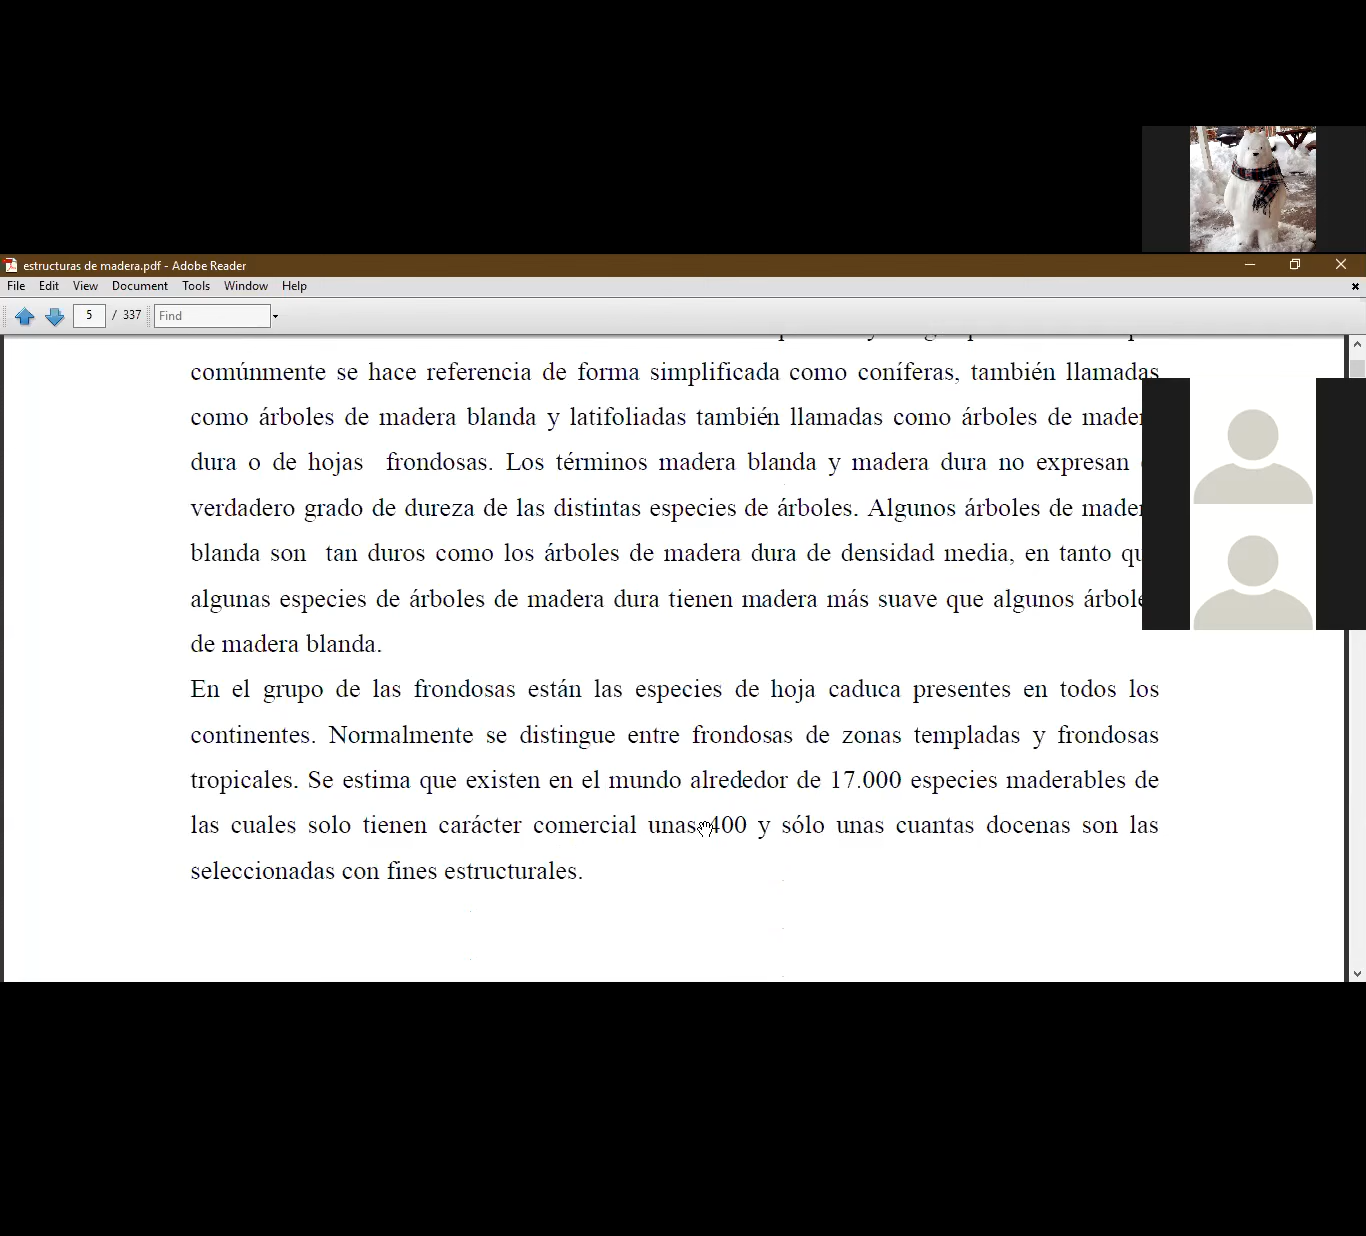 estructuras de madera.pdf - Adobe Reader
File Edit View Document Tools Window Help
5 / 337 Find
comúnmente se hace referencia de forma simplificada como coníferas, también llamadas
como árboles de madera blanda y latifoliadas también llamadas como árboles de
dura o de hojas frondosas. Los términos madera blanda y madera dura no expresan
verdadero grado de dureza de las distintas especies de árboles. Algunos árboles de
blanda son tan duros como los árboles de madera dura de densidad media, en tanto
algunas especies de árboles de madera dura tienen madera más suave que algunos
de madera blanda.
En el grupo de las frondosas están las especies de hoja caduca presentes en todos los
continentes. Normalmente se distingue entre frondosas de zonas templadas y frondosas
tropicales. Se estima que existen en el mundo alrededor de 17.000 especies maderables de
las cuales solo tienen carácter comercial unas 400 y sólo unas cuantas docenas son las
seleccionadas con fines estructurales.